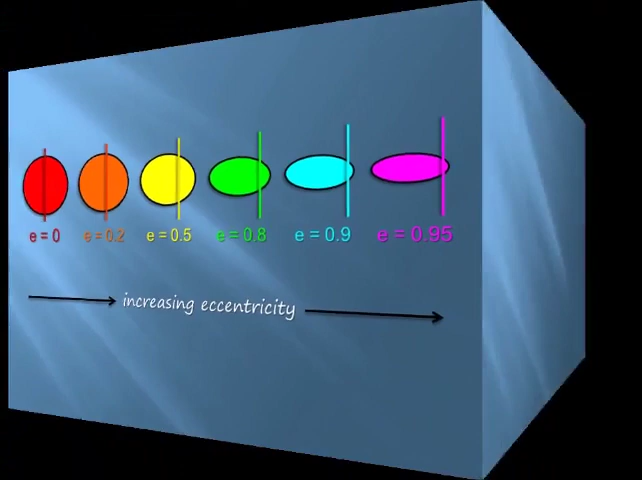 e = 0 e = 0.2 e = 0.5 e = 0.8 e = 0.9 e = 0.95
increasing eccentricity